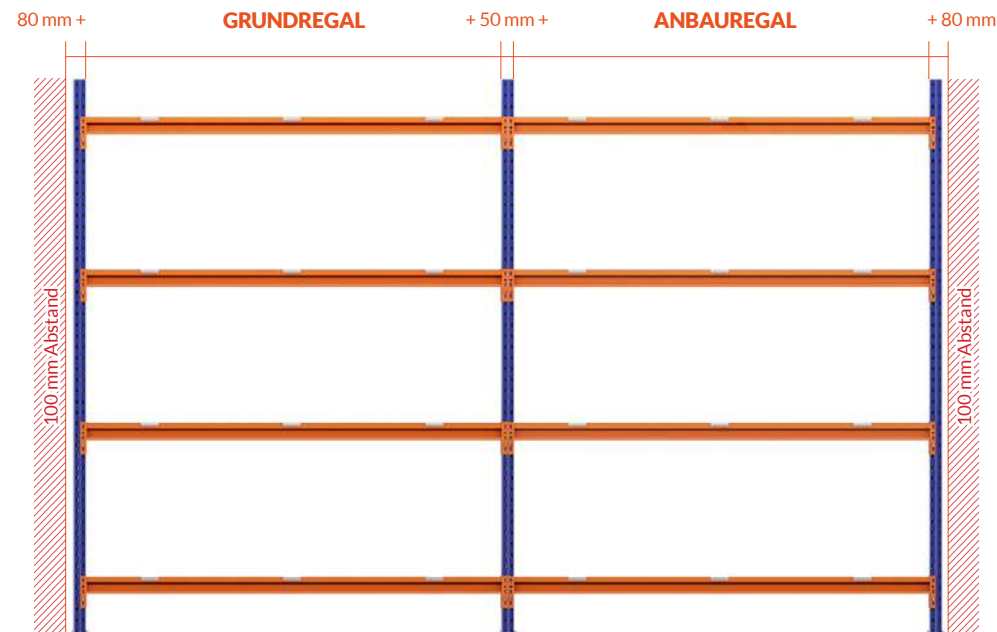 80 mm +
GRUNDREGAL
+ 50 mm +
ANBAUREGAL
+ 80 mm
100 mm Abstand
100 mm Abstand